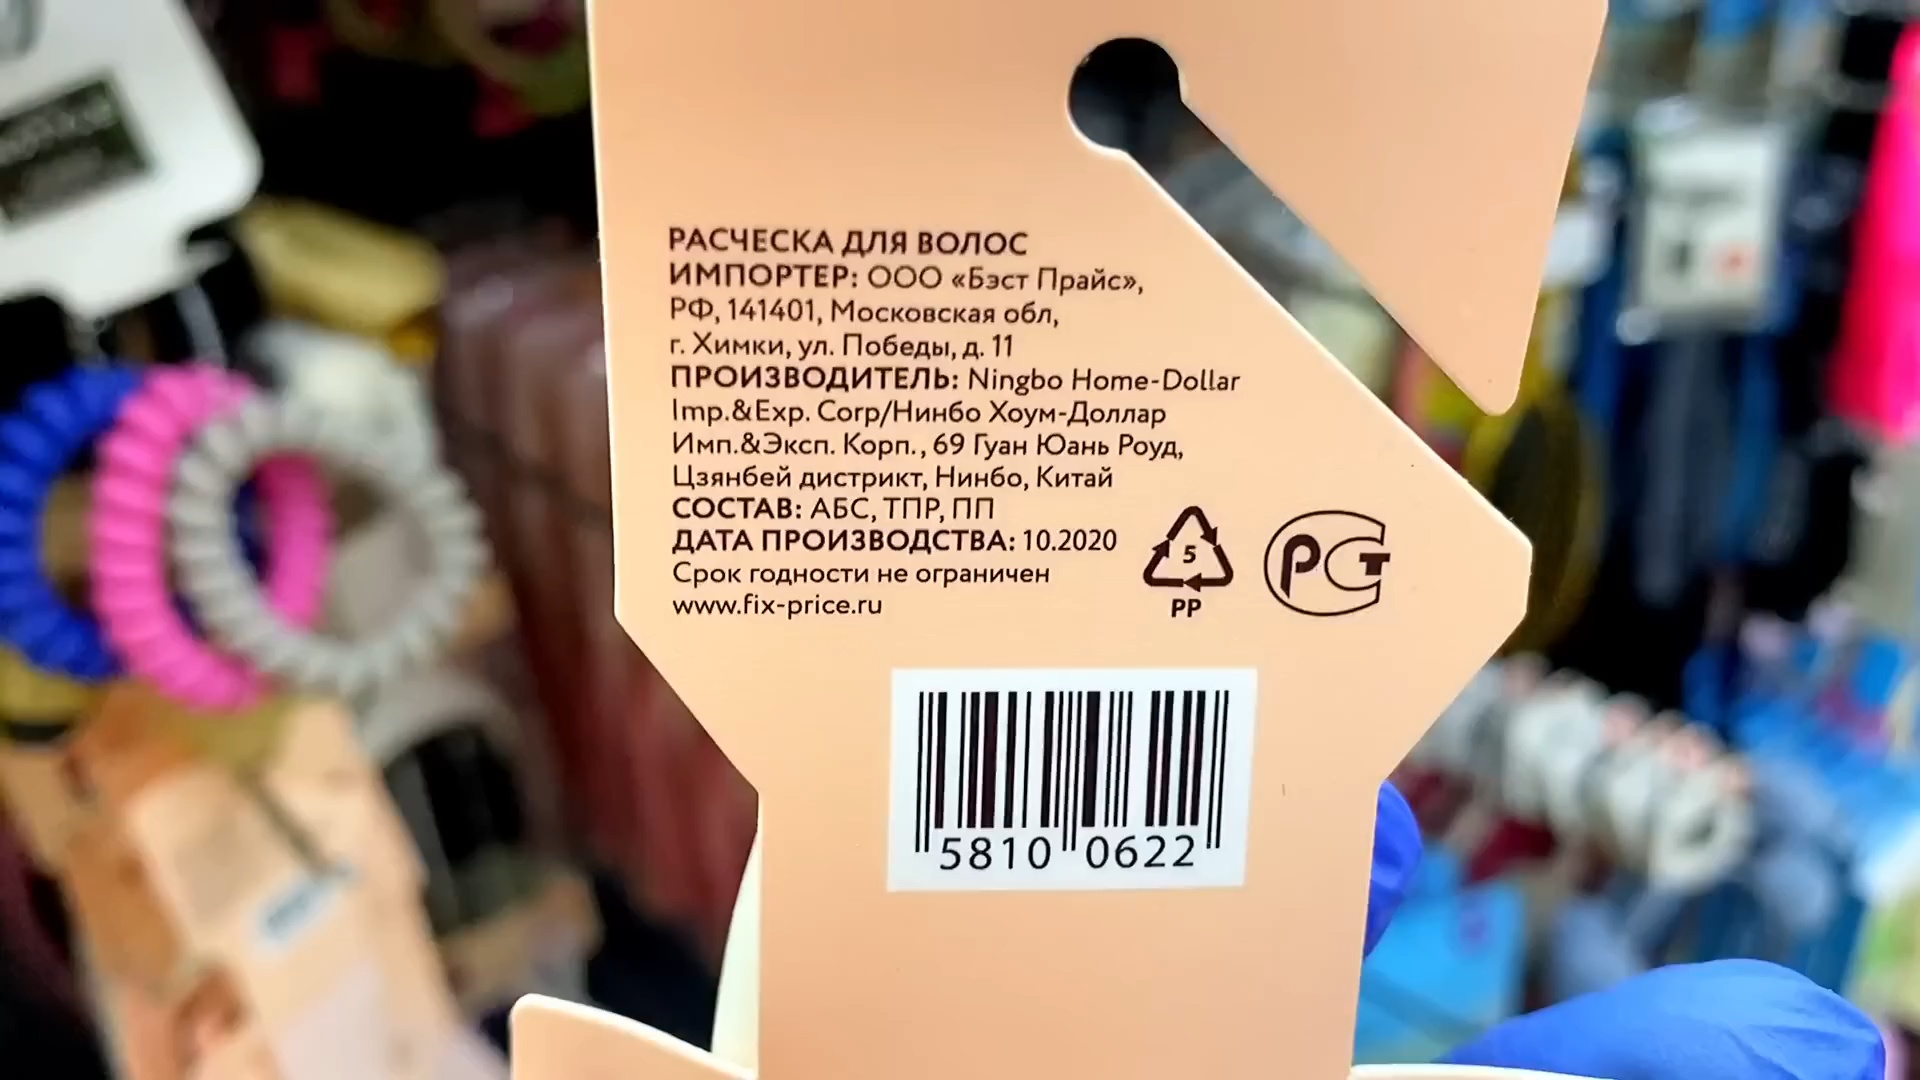 РАСЧЕСКА ДЛЯ ВОЛОС
ИМПОРТЕР: ООО «Бэст Прайс»,
РФ, 141401, Московская обл,
г. Химки, ул. Победы, д. 11
ПРОИЗВОДИТЕЛЬ: Ningbo Home-Dollar
Imp.&Exp. Corp/Нинбо Хоум-Доллар
Имп.&Эксп. Корп., 69 Гуан Юань Роуд,
Цзянбей дистрикт, Нинбо, Китай
СОСТАВ: АБС, ТПР, ПП
ДАТА ПРОИЗВОДСТВА: 10.2020
Срок годности не ограничен
www.fix-price.ru
5
PP
РСТ
5810 0622